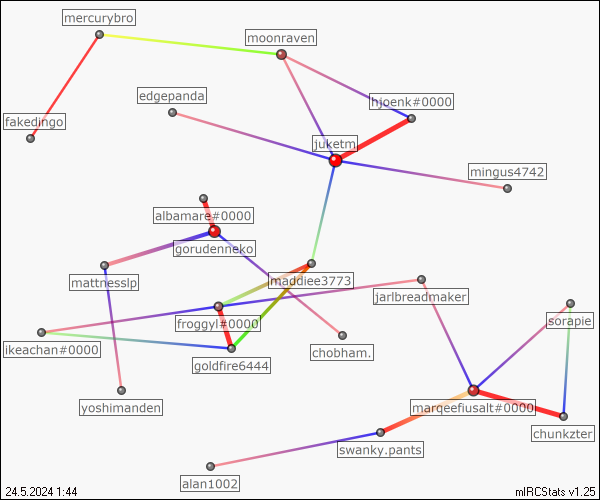 mercurybro
moonraven
edgepanda
hjoenk#0000
fakedingo
juketm
mingus4742
albamare#0000
gorudenneko
mattnesslp
maddiee3773
jarlbreadmaker
froggyl#0000
sorapie
ikeachan#0000
goldfire6444
chobham.
yoshimanden
marqeefiusalt#0000
chunkzter
swanky.pants
alan1002
24.5.2024 1:44
mIRCStats v1.25